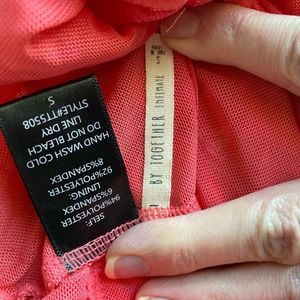 SELF:
94%POLYESTER
6%SPANDEX
LINING:
92%POLYESTER
8%SPANDEX
HAND WASH COLD
DO NOT BLEACH
LINE DRY
STYLE#TT5508
S
BY TOGETHER
INTIMATE
S